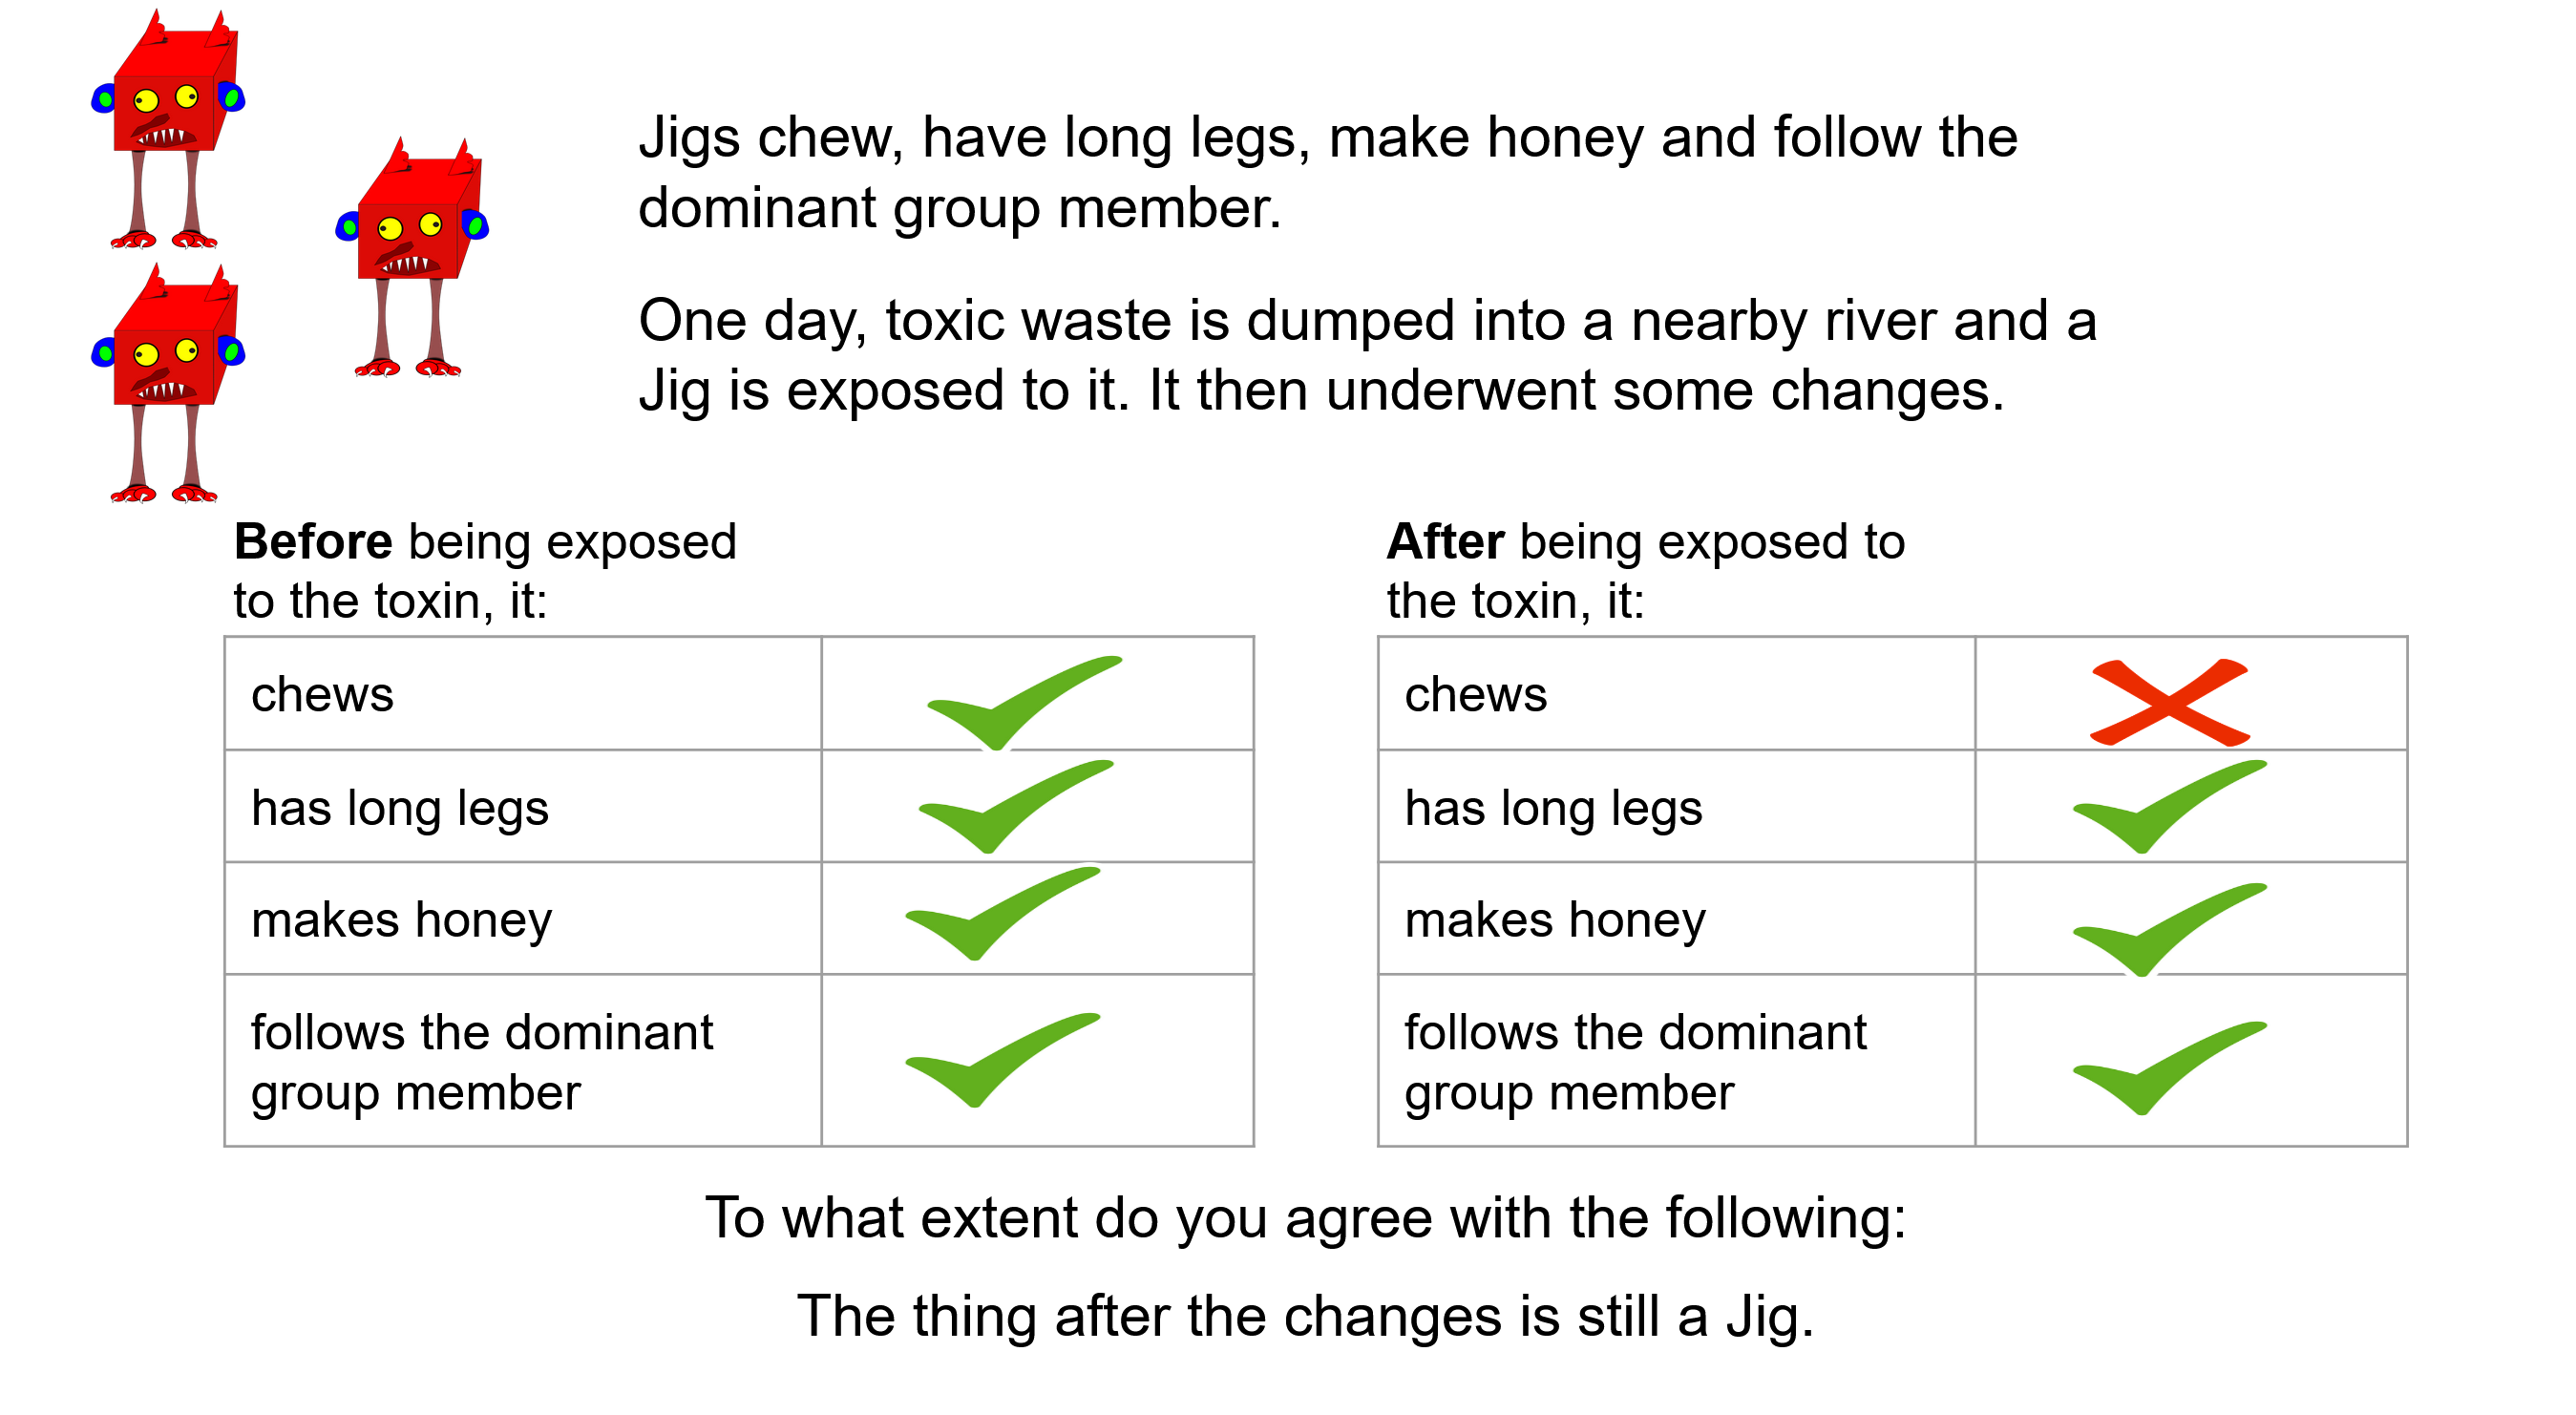 Jigs chew, have long legs, make honey and follow the
dominant group member.
One day, toxic waste is dumped into a nearby river and a
Jig is exposed to it. It then underwent some changes.
Before being exposed
to the toxin, it:
chews
has long legs
makes honey
follows the dominant
group member
After being exposed to
the toxin, it:
chews
has long legs
makes honey
follows the dominant
group member
To what extent do you agree with the following:
The thing after the changes is still a Jig.